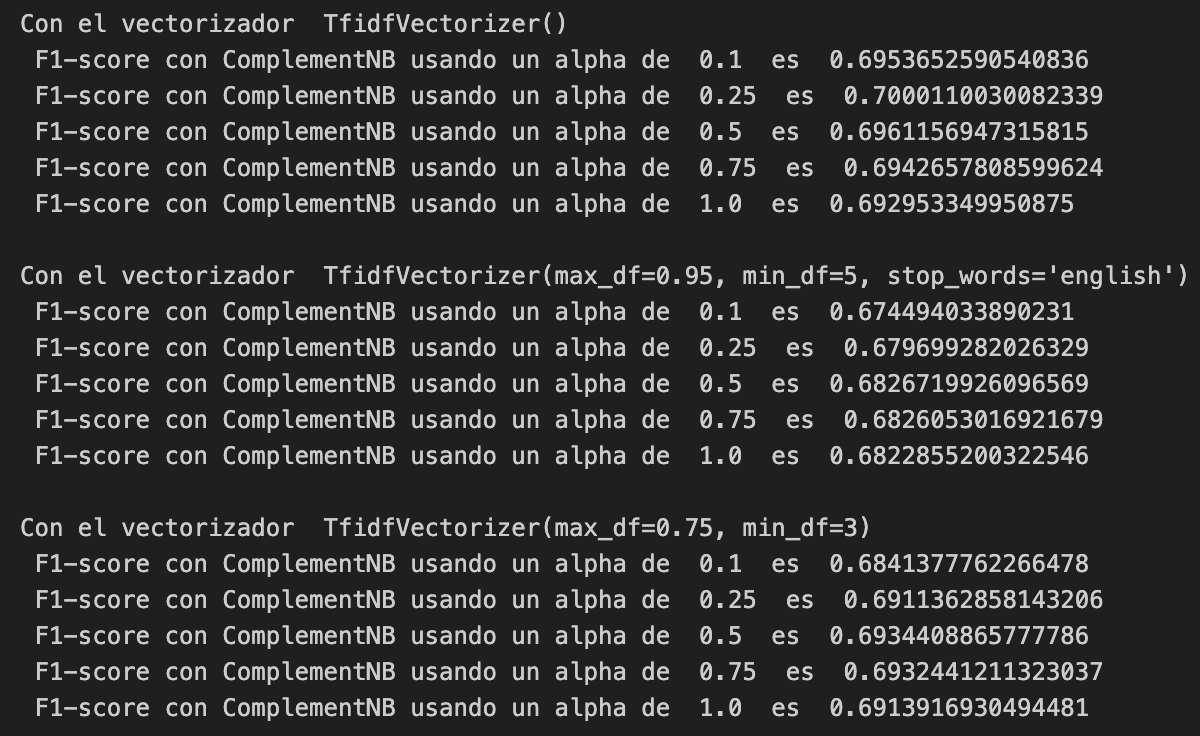 Con el vectorizador  TfidfVectorizer()
 F1-score con ComplementNB usando un alpha de  0.1  es  0.6953652590540836
 F1-score con ComplementNB usando un alpha de  0.25  es  0.7000110030082339
 F1-score con ComplementNB usando un alpha de  0.5  es  0.6961156947315815
 F1-score con ComplementNB usando un alpha de  0.75  es  0.6942657808599624
 F1-score con ComplementNB usando un alpha de  1.0  es  0.692953349950875

Con el vectorizador  TfidfVectorizer(max_df=0.95, min_df=5, stop_words='english')
 F1-score con ComplementNB usando un alpha de  0.1  es  0.674494033890231
 F1-score con ComplementNB usando un alpha de  0.25  es  0.679699282026329
 F1-score con ComplementNB usando un alpha de  0.5  es  0.6826719926096569
 F1-score con ComplementNB usando un alpha de  0.75  es  0.6826053016921679
 F1-score con ComplementNB usando un alpha de  1.0  es  0.6822855200322546

Con el vectorizador  TfidfVectorizer(max_df=0.75, min_df=3)
 F1-score con ComplementNB usando un alpha de  0.1  es  0.6841377762266478
 F1-score con ComplementNB usando un alpha de  0.25  es  0.6911362858143206
 F1-score con ComplementNB usando un alpha de  0.5  es  0.6934408865777786
 F1-score con ComplementNB usando un alpha de  0.75  es  0.6932441211323037
 F1-score con ComplementNB usando un alpha de  1.0  es  0.6913916930494481